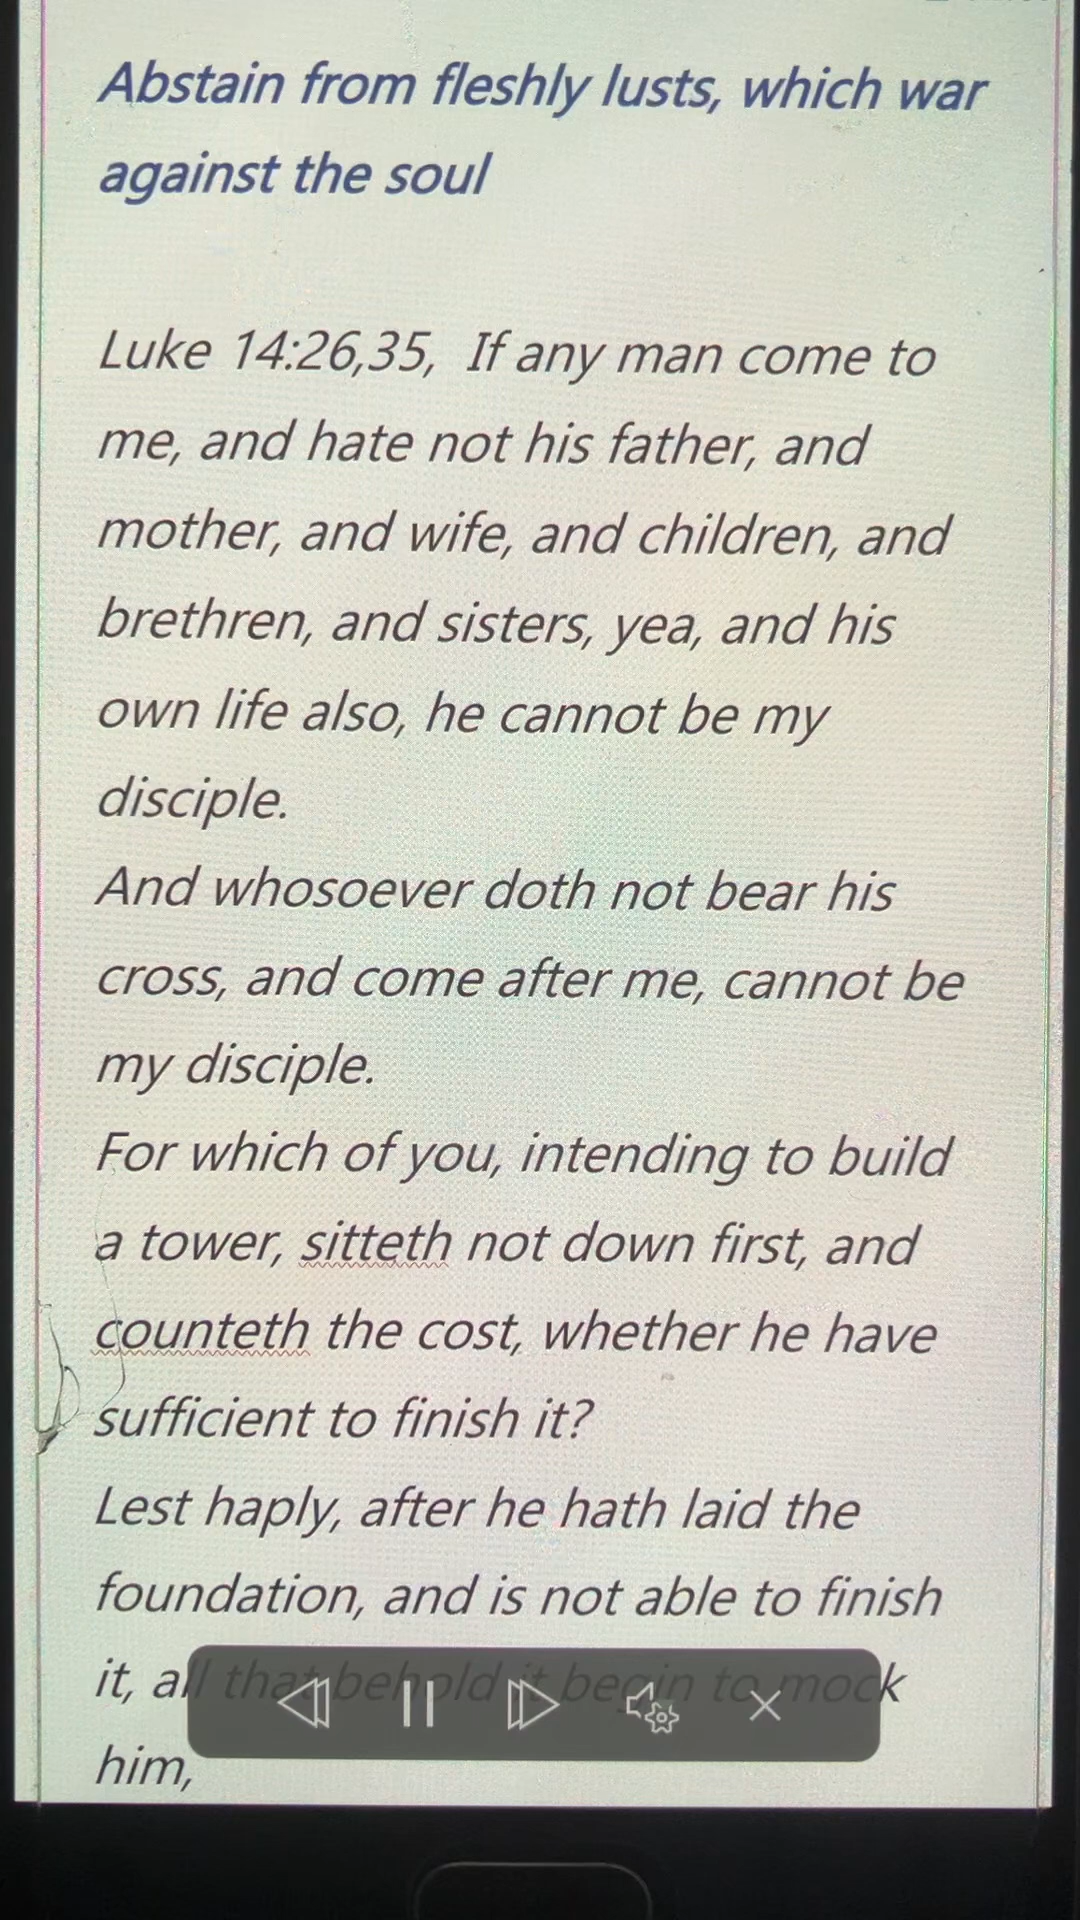 Abstain from fleshly lusts, which war
against the soul
Luke 14:26,35, If any man come to
me, and hate not his father, and
mother, and wife, and children, and
brethren, and sisters, yea, and his
own life also, he cannot be my
disciple.
And whosoever doth not bear his
cross, and come after me, cannot be
my disciple.
For which of you, intending to build
a tower, sitteth not down first, and
counteth the cost, whether he have
sufficient to finish it?
Lest haply, after he hath laid the
foundation, and is not able to finish
it, all that behold it begin to mock
him,